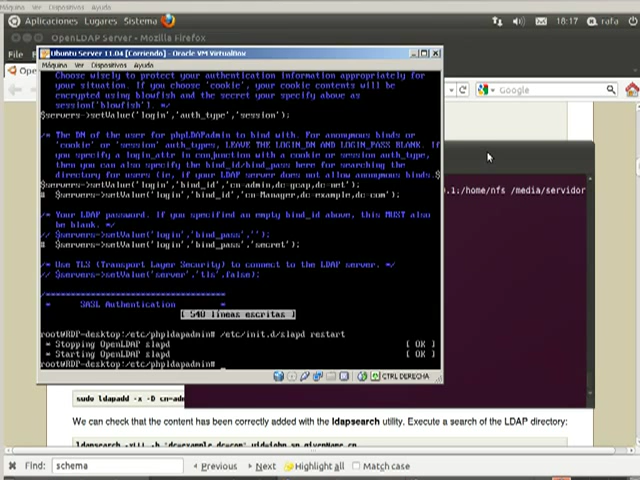 Aplicaciones Lugares Sistema
18:17 rafa
OpenLDAP Server - Mozilla Firefox
File
Google
Ubuntu Server 11.04 [Corriendo] - Oracle VM VirtualBox
Máquina Ver Dispositivos Ayuda
Choose wisely to protect your authentication information appropriately for
your situation. If you choose 'cookie', your cookie contents will be
encrypted using blowfish and the secret your specify above as
session['blowfish']. */
$servers->setValue('login','auth_type','session');
/* The DN of the user for phpLDAPadmin to bind with. For anonymous binds or
'cookie' or 'session' auth_types, LEAVE THE LOGIN_DN AND LOGIN_PASS BLANK. If
you specify a login_attr in conjunction with a cookie or session auth_type,
then you can also specify the bind_id/bind_pass here for searching the
directory for users (ie, if your LDAP server does not allow anonymous binds.$
$servers->setValue('login','bind_id','cn=admin,dc=gcap,dc=net');
# $servers->setValue('login','bind_id','cn=Manager,dc=example,dc=com');
/* Your LDAP password. If you specified an empty bind_id above, this MUST also
be blank. */
// $servers->setValue('login','bind_pass','');
# $servers->setValue('login','bind_pass','secret');
/* Use TLS (Transport Layer Security) to connect to the LDAP server. */
// $servers->setValue('server','tls',false);
* SASL Authentication *
[ 540 líneas escritas ]
root@RDP-desktop:/etc/phpldapadmin# /etc/init.d/slapd restart
* Stopping OpenLDAP slapd [ OK ]
* Starting OpenLDAP slapd [ OK ]
root@RDP-desktop:/etc/phpldapadmin#
CTRL DERECHA
.1:/home/nfs /media/servidor
sudo ldapadd -x -D cn=adm
We can check that the content has been correctly added with the ldapsearch utility. Execute a search of the LDAP directory:
Find: schema Previous Next Highlight all Match case